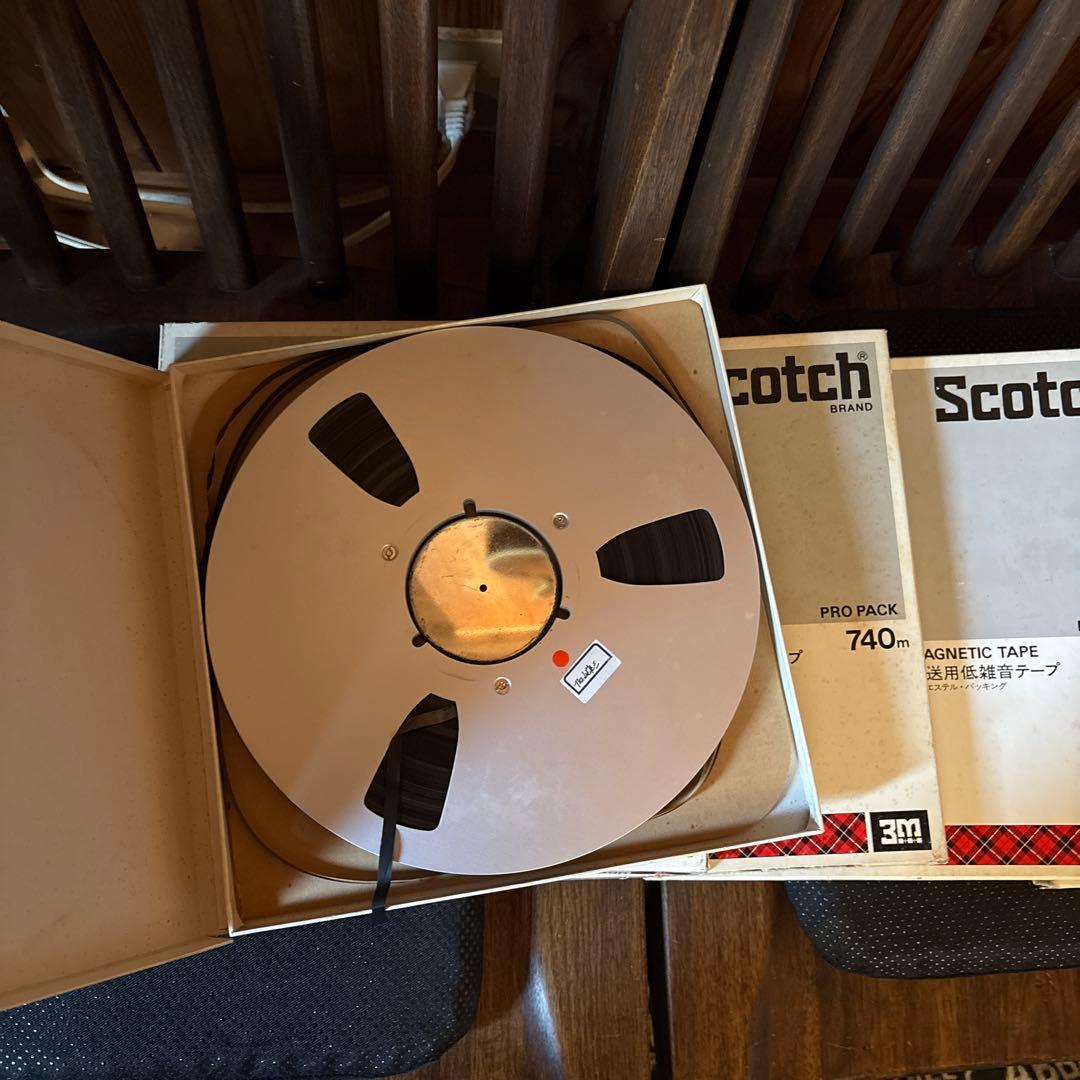 cotch®
BRAND
PRO PACK
740m
プ
3M
Scotc
AGNETIC TAPE
送用低雑音テープ
エステル・バッキング